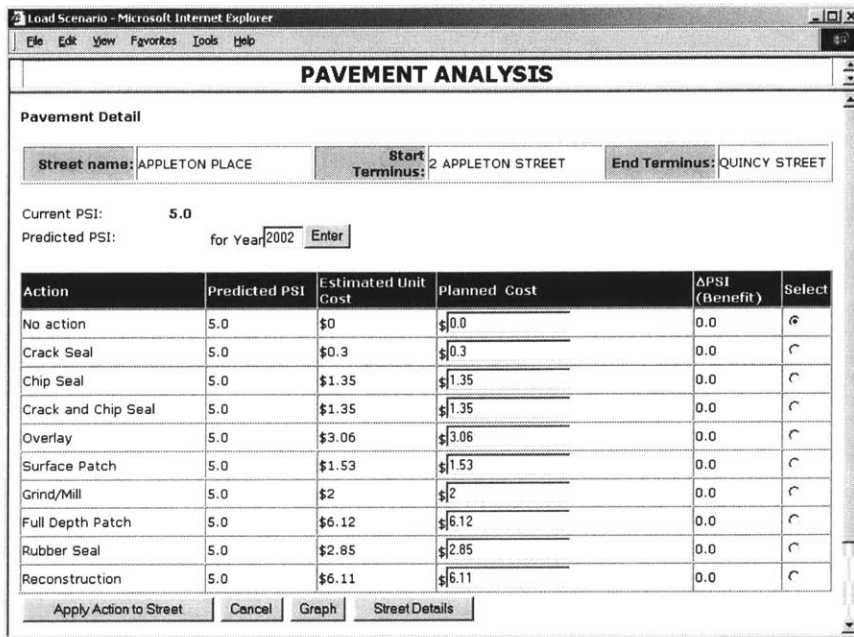 Load Scenario - Microsoft Internet Explorer
File Edit View Favorites Tools Help
PAVEMENT ANALYSIS
Pavement Detail
Street name: APPLETON PLACE Start Terminus: 2 APPLETON STREET End Terminus: QUINCY STREET
Current PSI: 5.0
Predicted PSI: for Year 2002 Enter
Action Predicted PSI Estimated Unit Cost Planned Cost ΔPSI (Benefit) Select
No action 5.0 $0 $0.0 0.0
Crack Seal 5.0 $0.3 $0.3 0.0
Chip Seal 5.0 $1.35 $1.35 0.0
Crack and Chip Seal 5.0 $1.35 $1.35 0.0
Overlay 5.0 $3.06 $3.06 0.0
Surface Patch 5.0 $1.53 $1.53 0.0
Grind/Mill 5.0 $2 $2 0.0
Full Depth Patch 5.0 $6.12 $6.12 0.0
Rubber Seal 5.0 $2.85 $2.85 0.0
Reconstruction 5.0 $6.11 $6.11 0.0
Apply Action to Street Cancel Graph Street Details